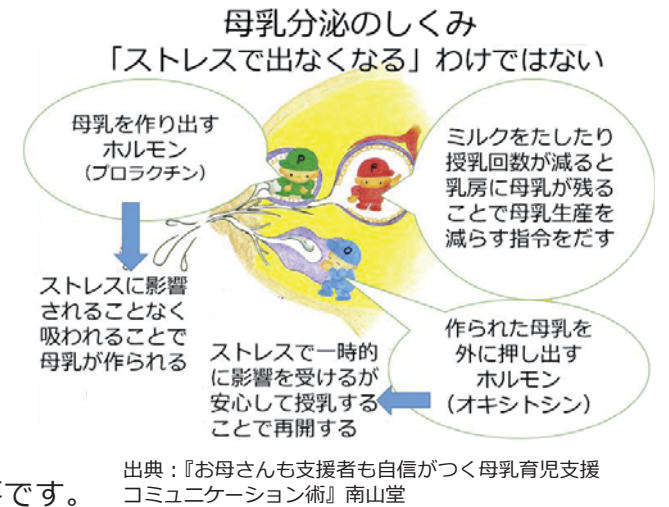 母乳分泌のしくみ
「ストレスで出なくなる」わけではない
母乳を作り出す
ホルモン
（プロラクチン）
ストレスに影響
されることなく
吸われることで
母乳が作られる
P
P
O
ミルクをたしたり
授乳回数が減ると
乳房に母乳が残る
ことで母乳生産を
減らす指令をだす
作られた母乳を
外に押し出す
ホルモン
（オキシトシン）
ストレスで一時的
に影響を受けるが
安心して授乳する
ことで再開する
です。
出典：『お母さんも支援者も自信がつく母乳育児支援
コミュニケーション術』南山堂